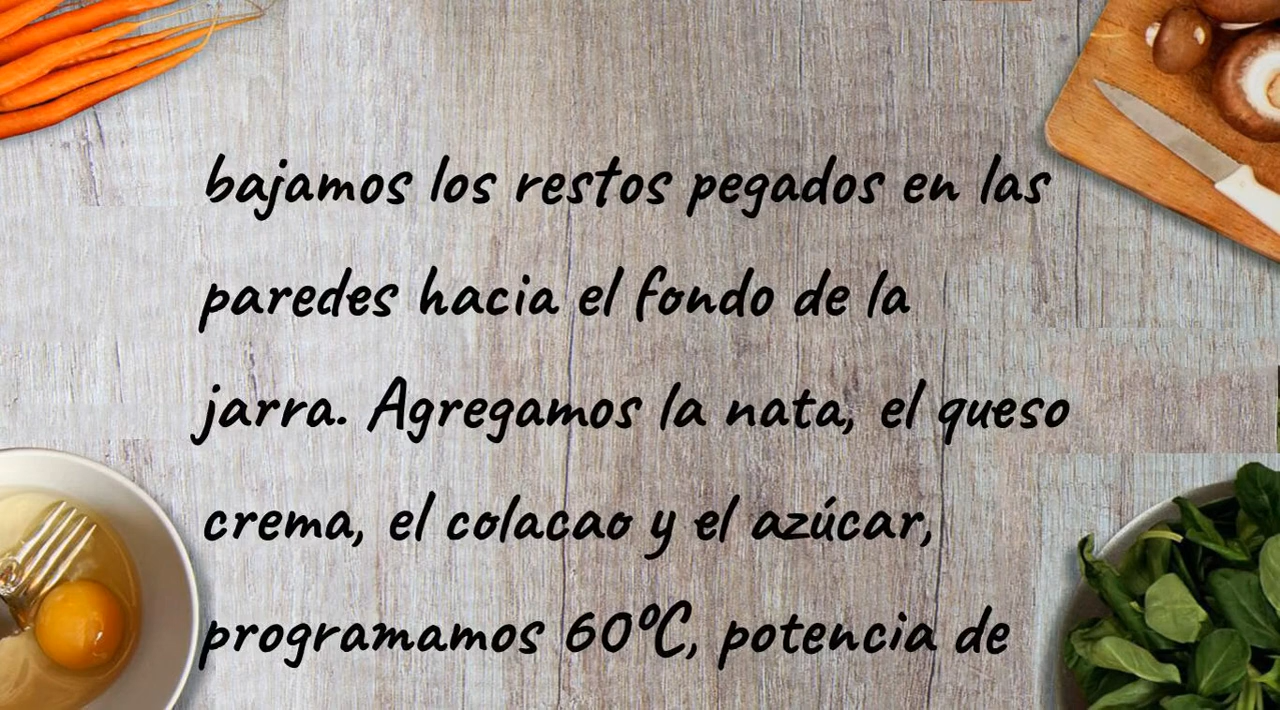 bajamos los restos pegados en las
paredes hacia el fondo de la
jarra. Agregamos la nata, el queso
crema, el colacao y el azúcar,
programamos 60ºC, potencia de